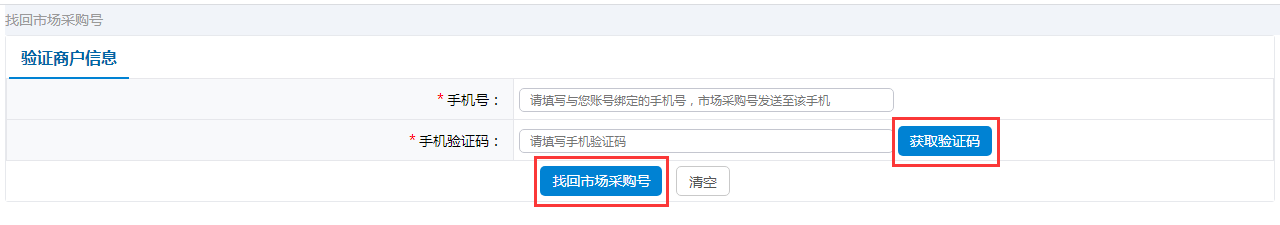 找回市场采购号
验证商户信息
* 手机号： 请填写与您账号绑定的手机号，市场采购号发送至该手机
* 手机验证码： 请填写手机验证码 获取验证码
找回市场采购号 清空